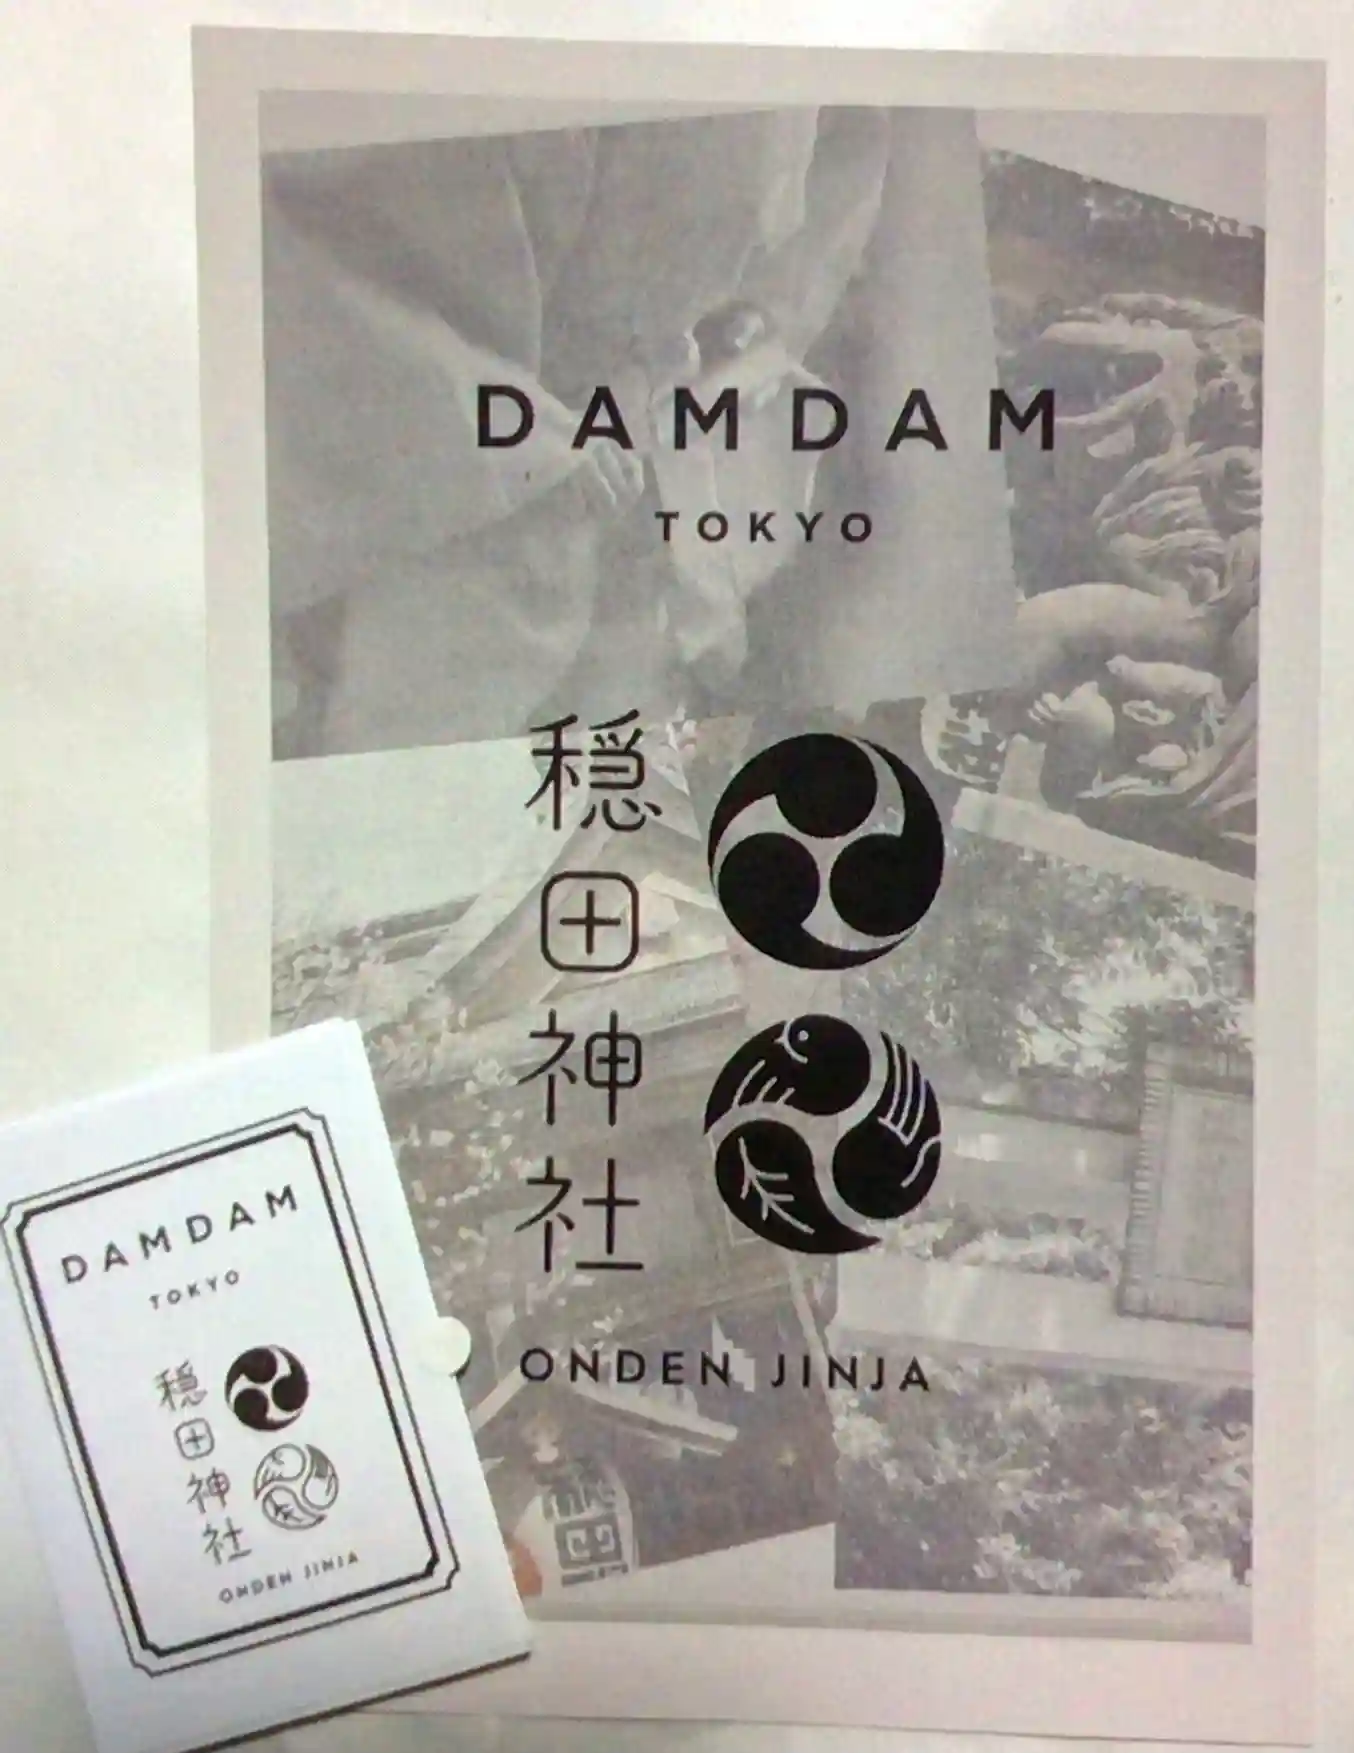 DAMDAM
TOKYO
穏田神社
ONDEN JINJA
DAMDAM
TOKYO
穏田神社
ONDEN JINJA